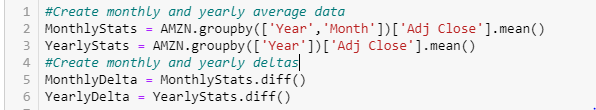 1 #Create monthly and yearly average data
2 MonthlyStats = AMZN.groupby(['Year','Month'])['Adj Close'].mean()
3 YearlyStats = AMZN.groupby(['Year'])['Adj Close'].mean()
4 #Create monthly and yearly deltas
5 MonthlyDelta = MonthlyStats.diff()
6 YearlyDelta = YearlyStats.diff()